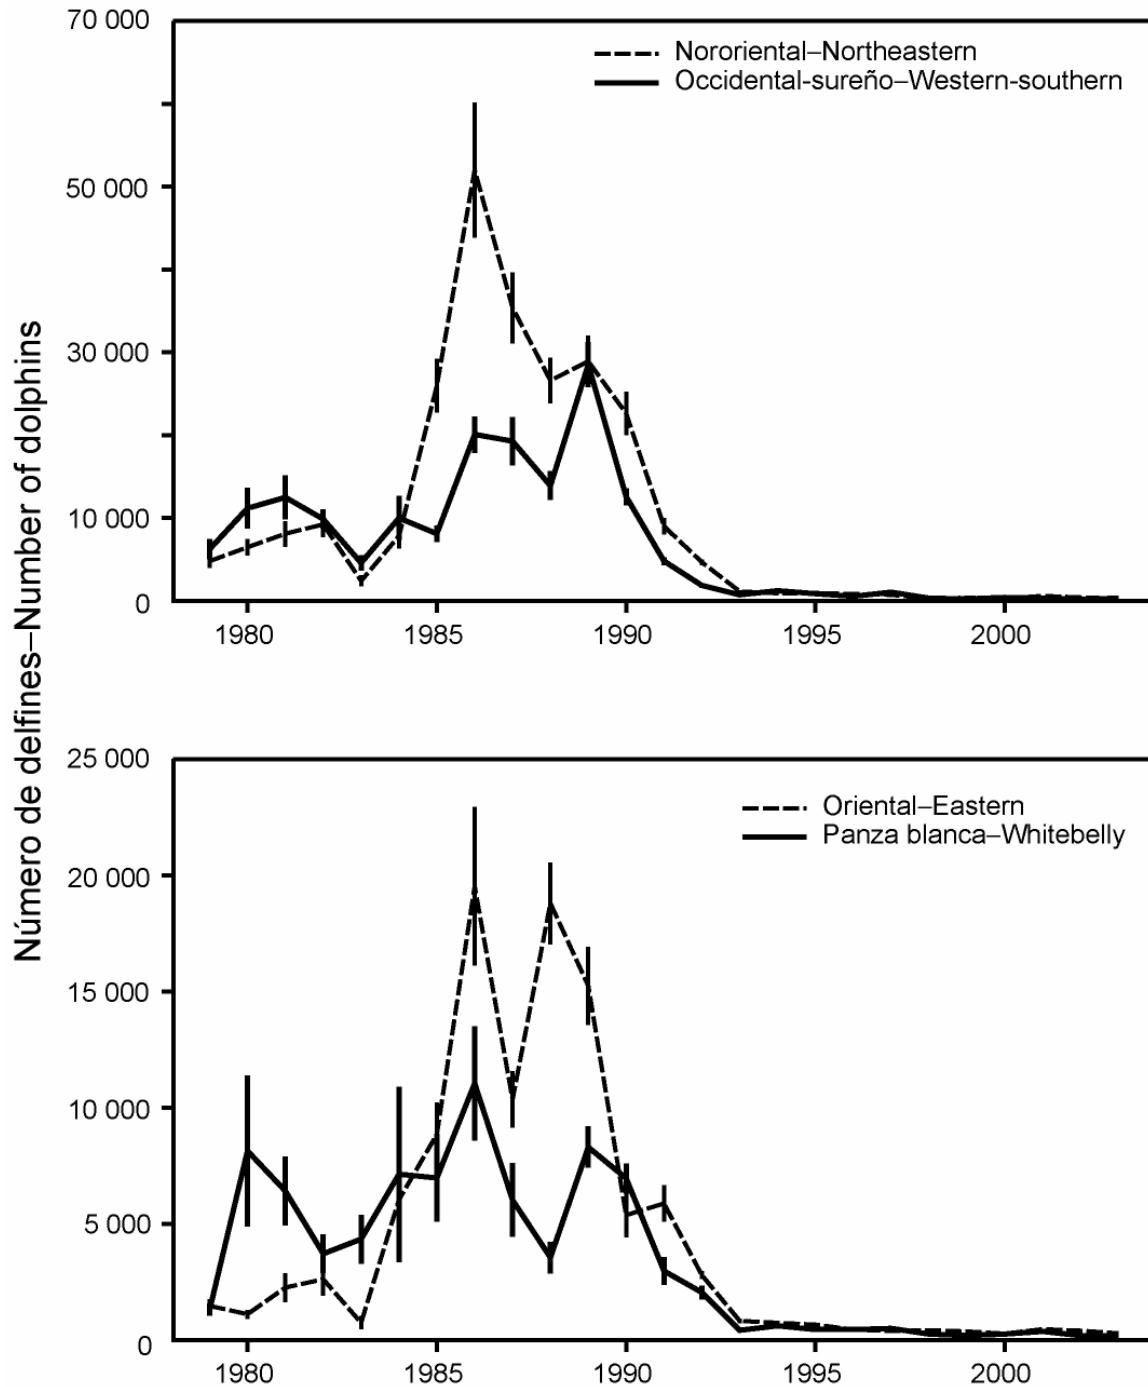 Número de delfines–Number of dolphins
70 000
50 000
30 000
10 000
0
Nororiental–Northeastern
Occidental-sureño–Western-southern
1980 1985 1990 1995 2000
25 000
20 000
15 000
10 000
5 000
0
Oriental–Eastern
Panza blanca–Whitebelly
1980 1985 1990 1995 2000